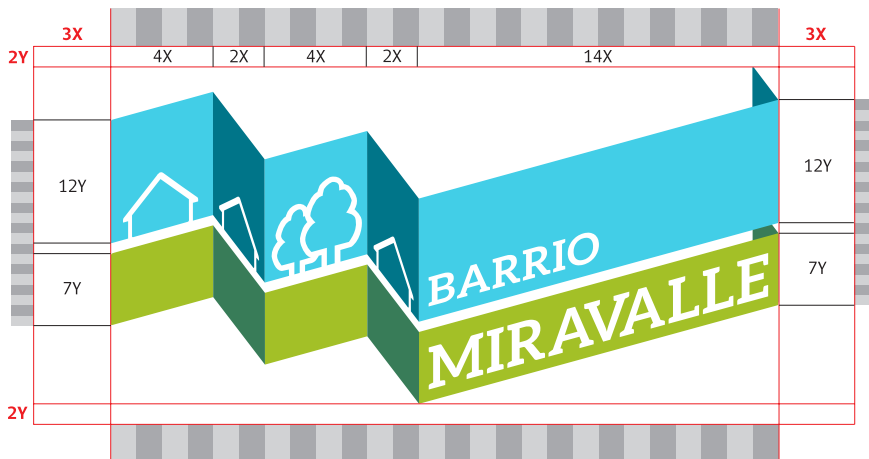 3X 3X
2Y 4X 2X 4X 2X 14X
12Y 12Y
7Y 7Y
BARRIO
MIRAVALLE
2Y